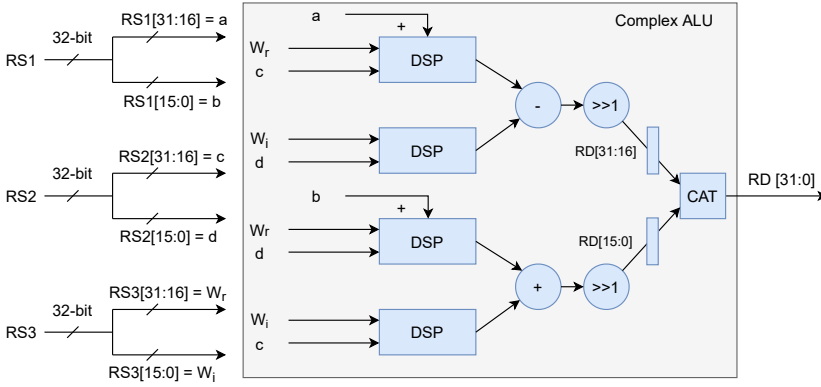 RS1
32-bit
RS1[31:16] = a
RS1[15:0] = b
RS2
32-bit
RS2[31:16] = c
RS2[15:0] = d
RS3
32-bit
RS3[31:16] = Wr
RS3[15:0] = Wi
Complex ALU
a
+
Wr
c
DSP
Wi
d
DSP
-
>>1
RD[31:16]
b
+
Wr
d
DSP
Wi
c
DSP
+
>>1
RD[15:0]
CAT
RD [31:0]